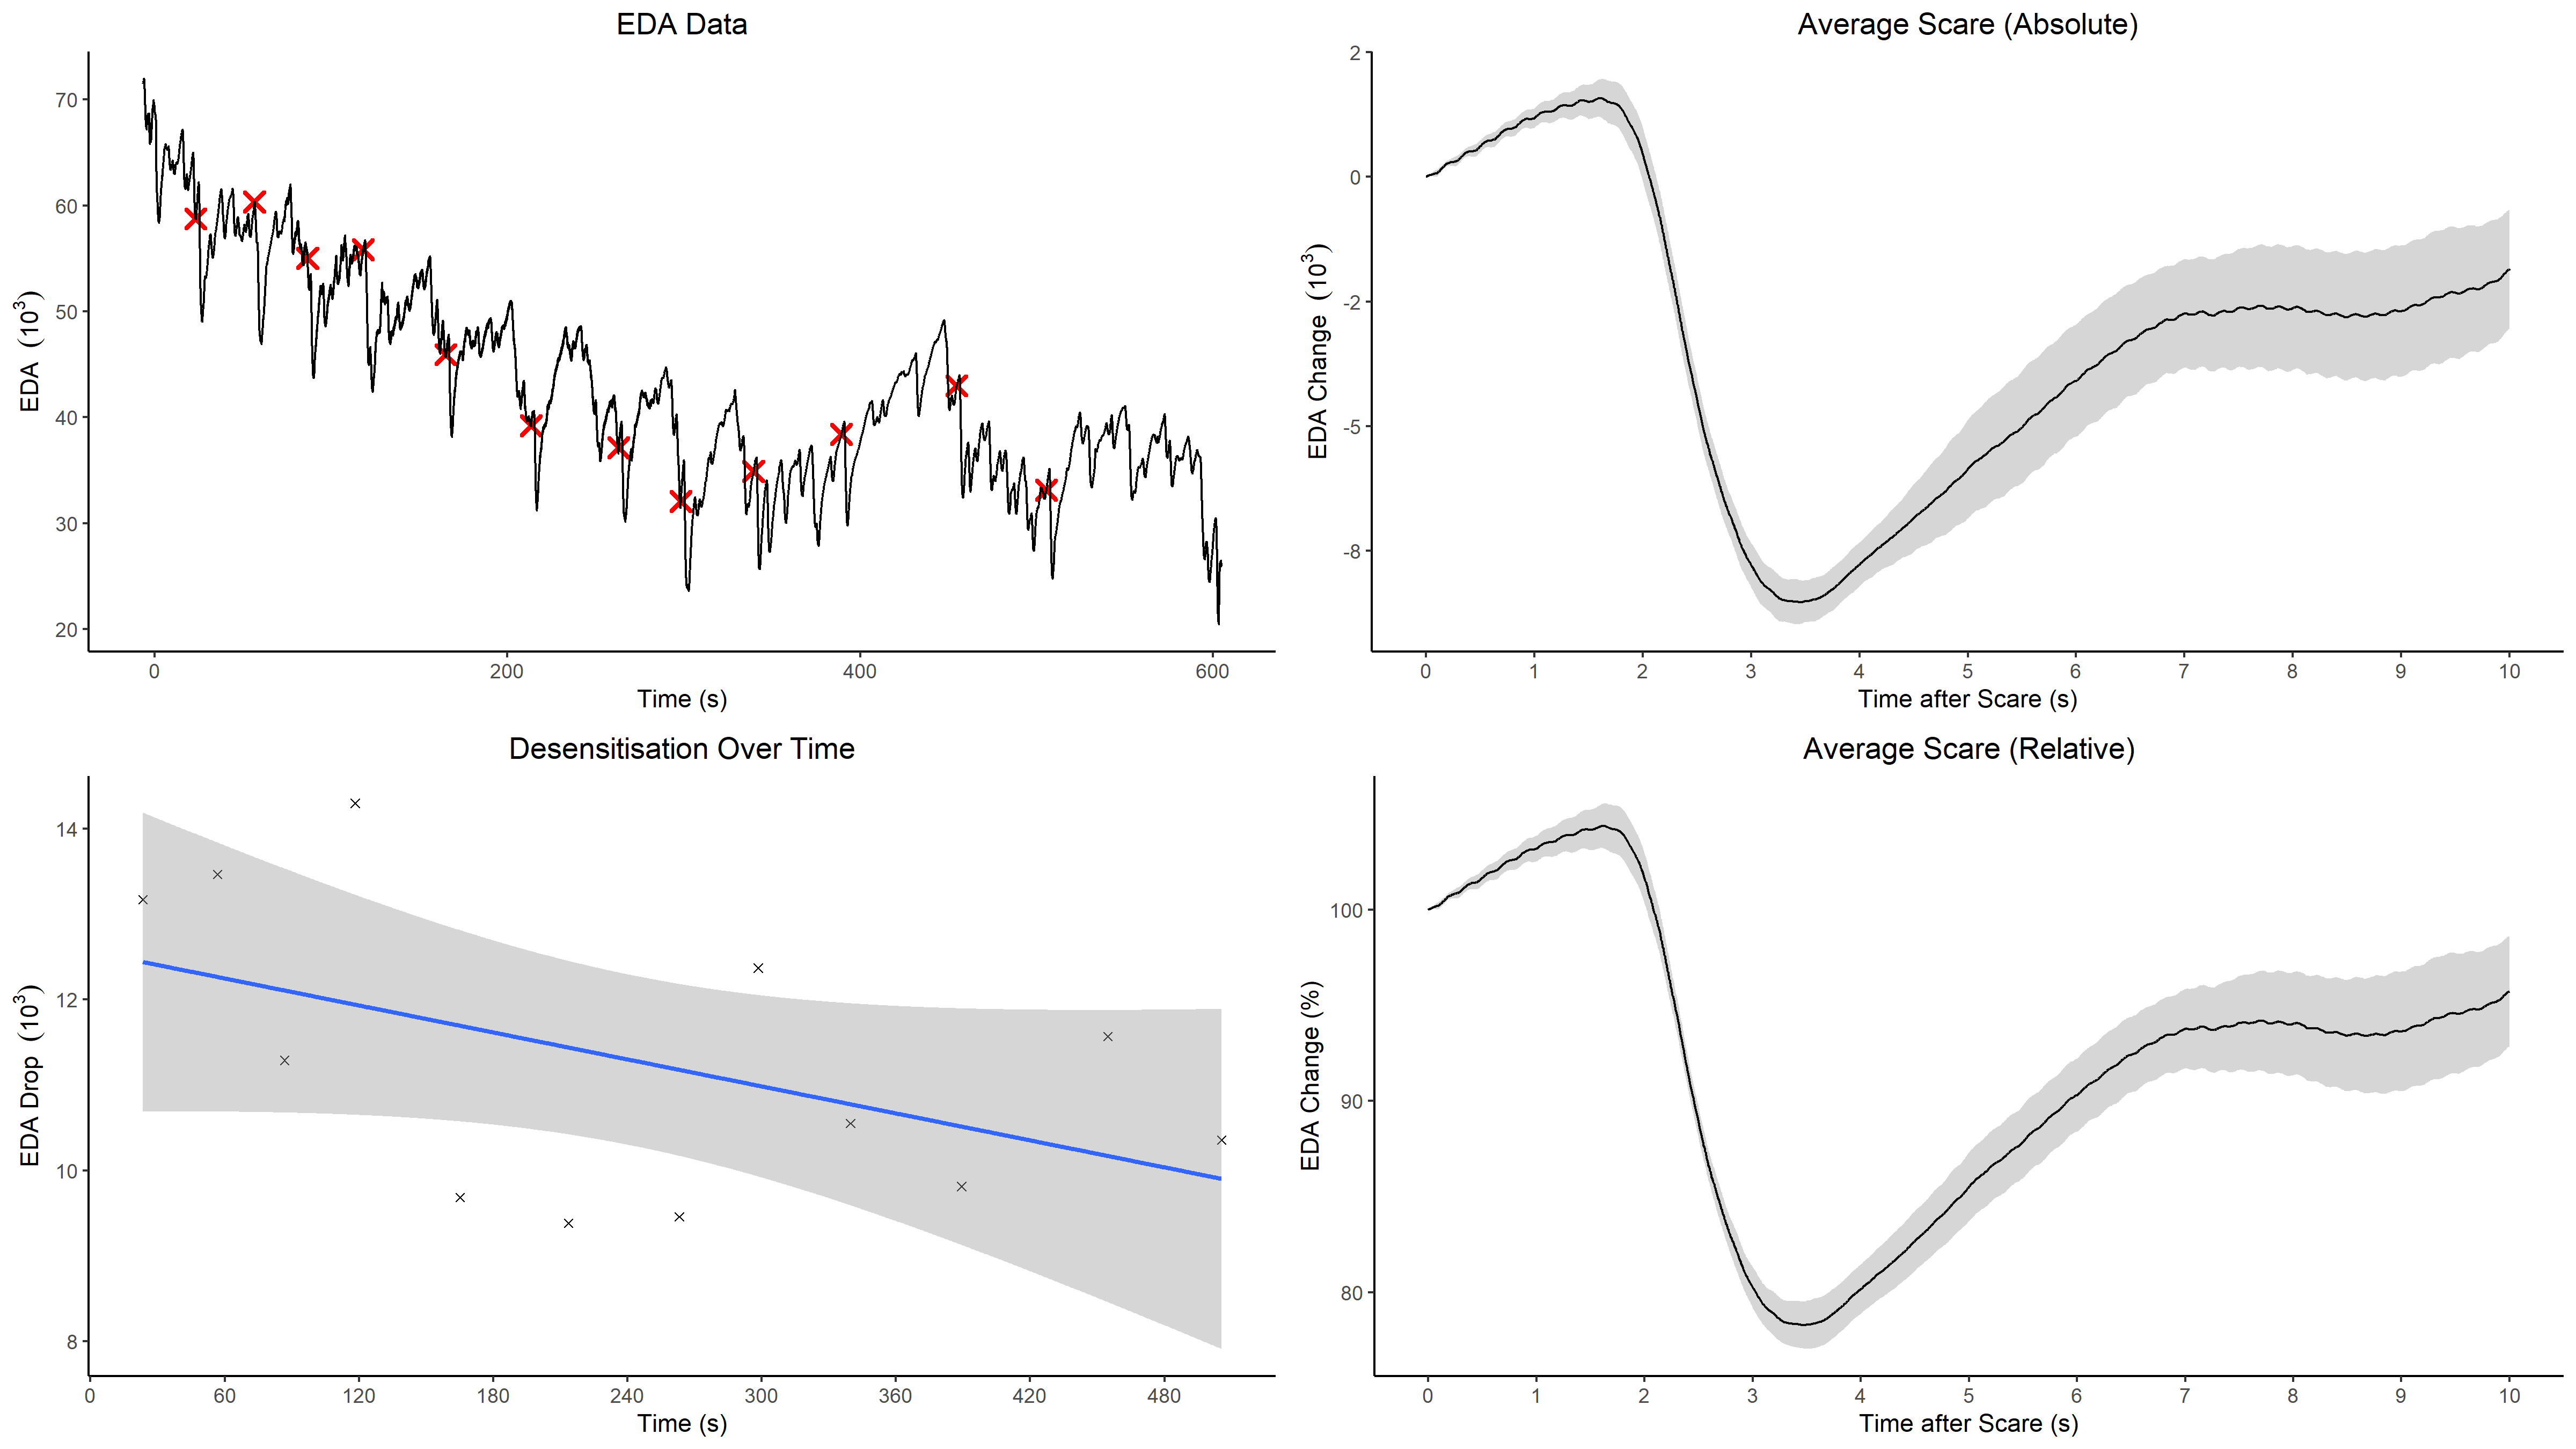 EDA Data
70
60
50
40
30
20
EDA (10³)
0 200 400 600
Time (s)
Average Scare (Absolute)
2
0
-2
-5
-8
EDA Change (10³)
0 1 2 3 4 5 6 7 8 9 10
Time after Scare (s)
Desensitisation Over Time
14
12
10
8
EDA Drop (10³)
0 60 120 180 240 300 360 420 480
Time (s)
Average Scare (Relative)
100
90
80
EDA Change (%)
0 1 2 3 4 5 6 7 8 9 10
Time after Scare (s)